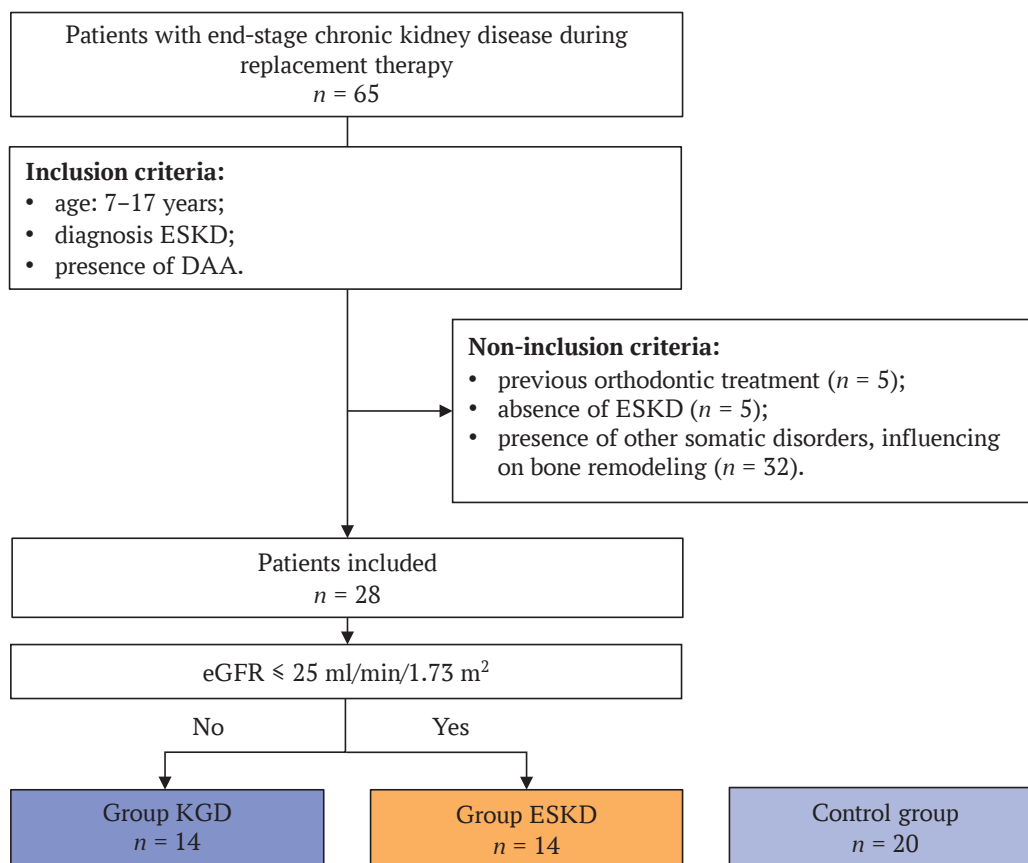 Patients with end-stage chronic kidney disease during
replacement therapy
n = 65
Inclusion criteria:
• age: 7–17 years;
• diagnosis ESKD;
• presence of DAA.
Non-inclusion criteria:
• previous orthodontic treatment (n = 5);
• absence of ESKD (n = 5);
• presence of other somatic disorders, influencing
on bone remodeling (n = 32).
Patients included
n = 28
eGFR ⩽ 25 ml/min/1.73 m²
No
Yes
Group KGD
n = 14
Group ESKD
n = 14
Control group
n = 20